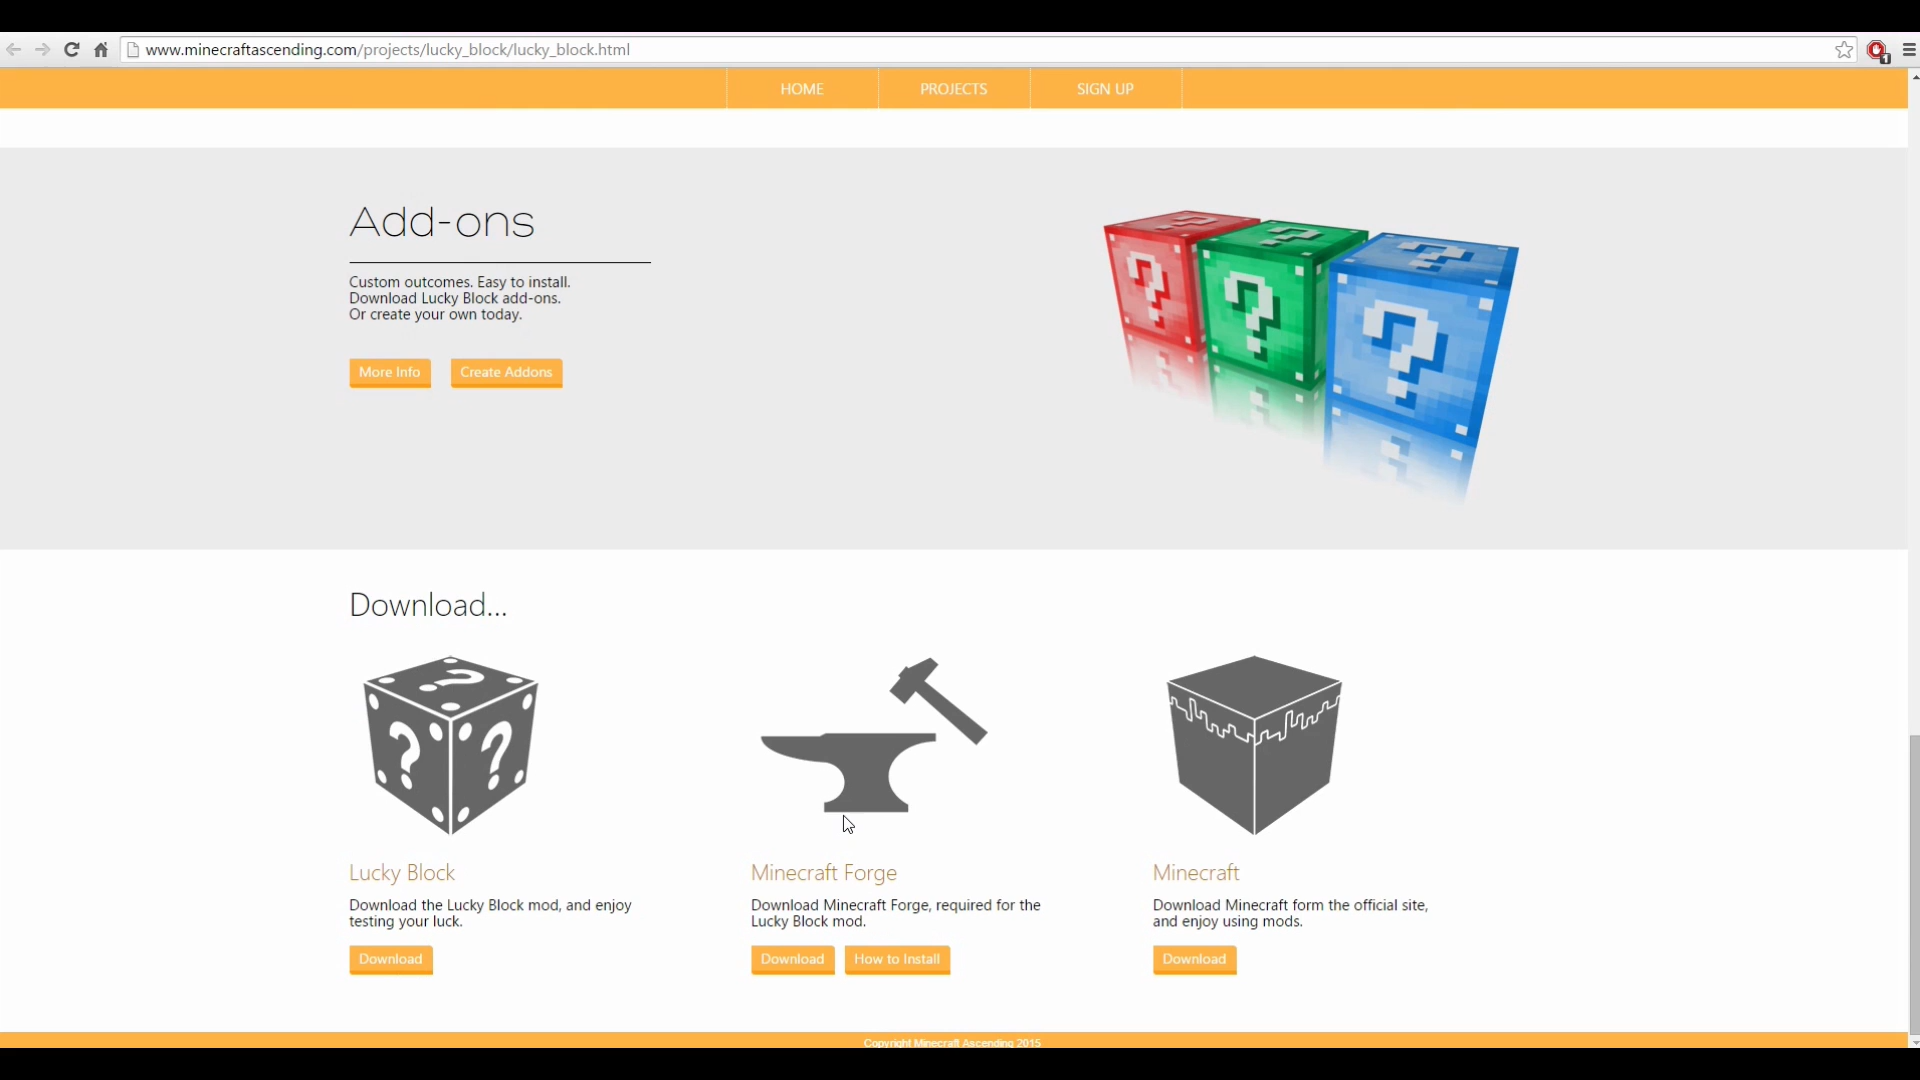 www.minecraftascending.com/projects/lucky_block/lucky_block.html
1
HOME
PROJECTS
SIGN UP
Add-ons
Custom outcomes. Easy to install.
Download Lucky Block add-ons.
Or create your own today.
More Info
Create Addons
? ? ? ? ? ?
Download...
? ? ?
Lucky Block
Download the Lucky Block mod, and enjoy
testing your luck.
Download
Minecraft Forge
Download Minecraft Forge, required for the
Lucky Block mod.
Download
How to Install
Minecraft
Download Minecraft form the official site,
and enjoy using mods.
Download
Copyright Minecraft Ascending 2015